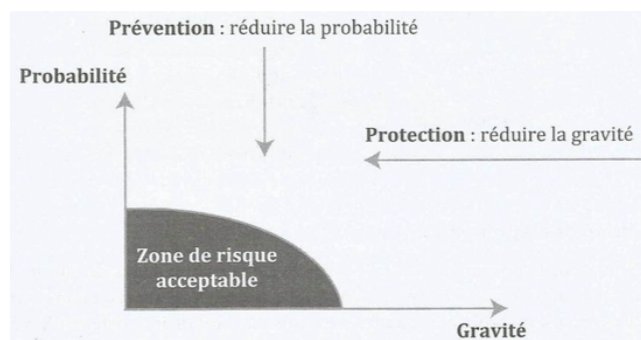 Prévention : réduire la probabilité
Probabilité
Protection : réduire la gravité
Zone de risque
acceptable
Gravité